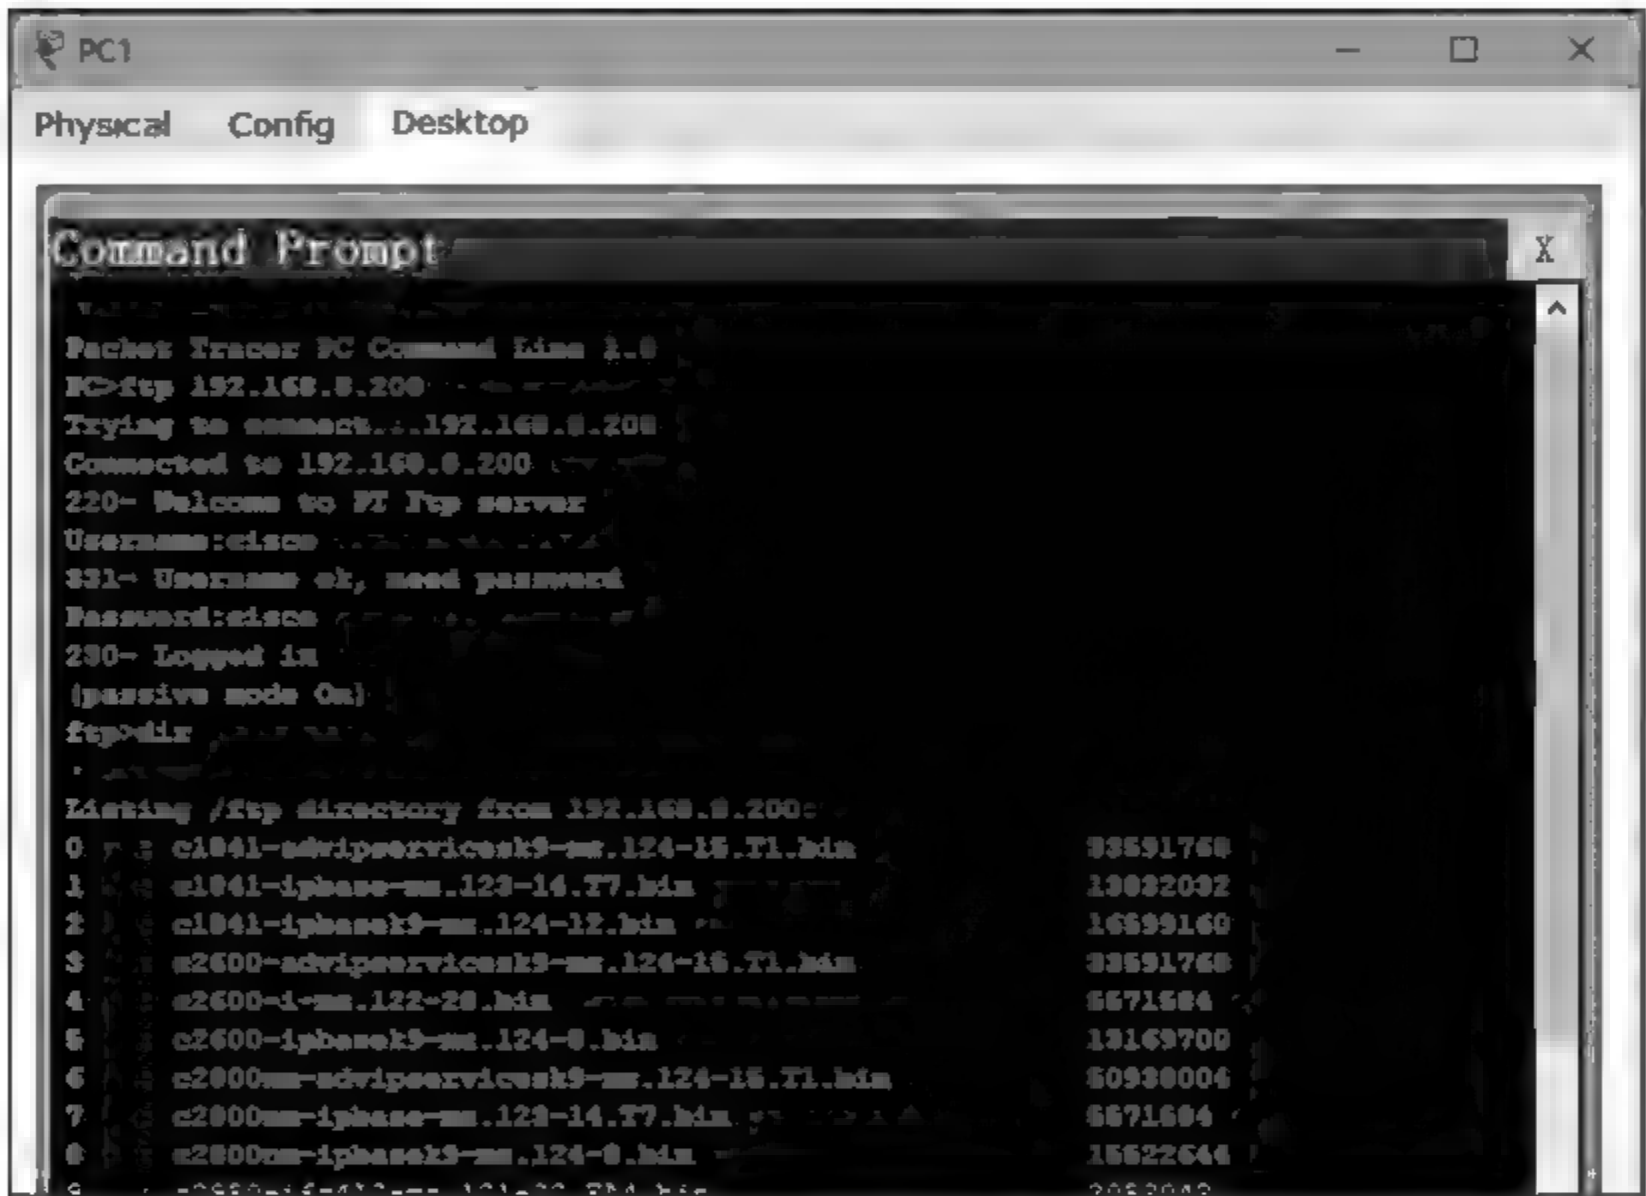 PC1
Physical Config Desktop
Command Prompt X
Packet Tracer PC Command Line 1.0
PC>ftp 192.168.8.200
Trying to connect...192.168.8.200
Connected to 192.168.8.200
220- Welcome to PT Ftp server
Username:cisco
331- Username ok, need password
Password:cisco
230- Logged in
(passive mode On)
ftp>dir
Listing /ftp directory from 192.168.8.200:
0 c1841-advipservicesk9-mz.124-15.T1.bin 33591768
1 c1841-ipbase-mz.123-14.T7.bin 13832032
2 c1841-ipbasek9-mz.124-12.bin 16599160
3 c2600-advipservicesk9-mz.124-15.T1.bin 33591768
4 c2600-i-mz.122-28.bin 5571584
5 c2600-ipbasek9-mz.124-8.bin 13169700
6 c2800nm-advipservicesk9-mz.124-15.T1.bin 50938004
7 c2800nm-ipbase-mz.123-14.T7.bin 5571584
8 c2800nm-ipbasek9-mz.124-8.bin 15522644